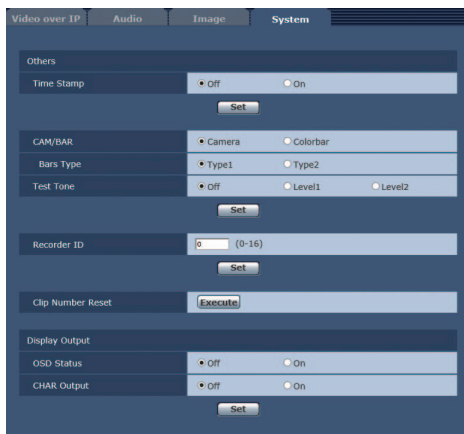 Video over IP Audio Image System
Others
Time Stamp Off On
Set
CAM/BAR Camera Colorbar
Bars Type Type1 Type2
Test Tone Off Level1 Level2
Set
Recorder ID 0 (0-16)
Set
Clip Number Reset Execute
Display Output
OSD Status Off On
CHAR Output Off On
Set